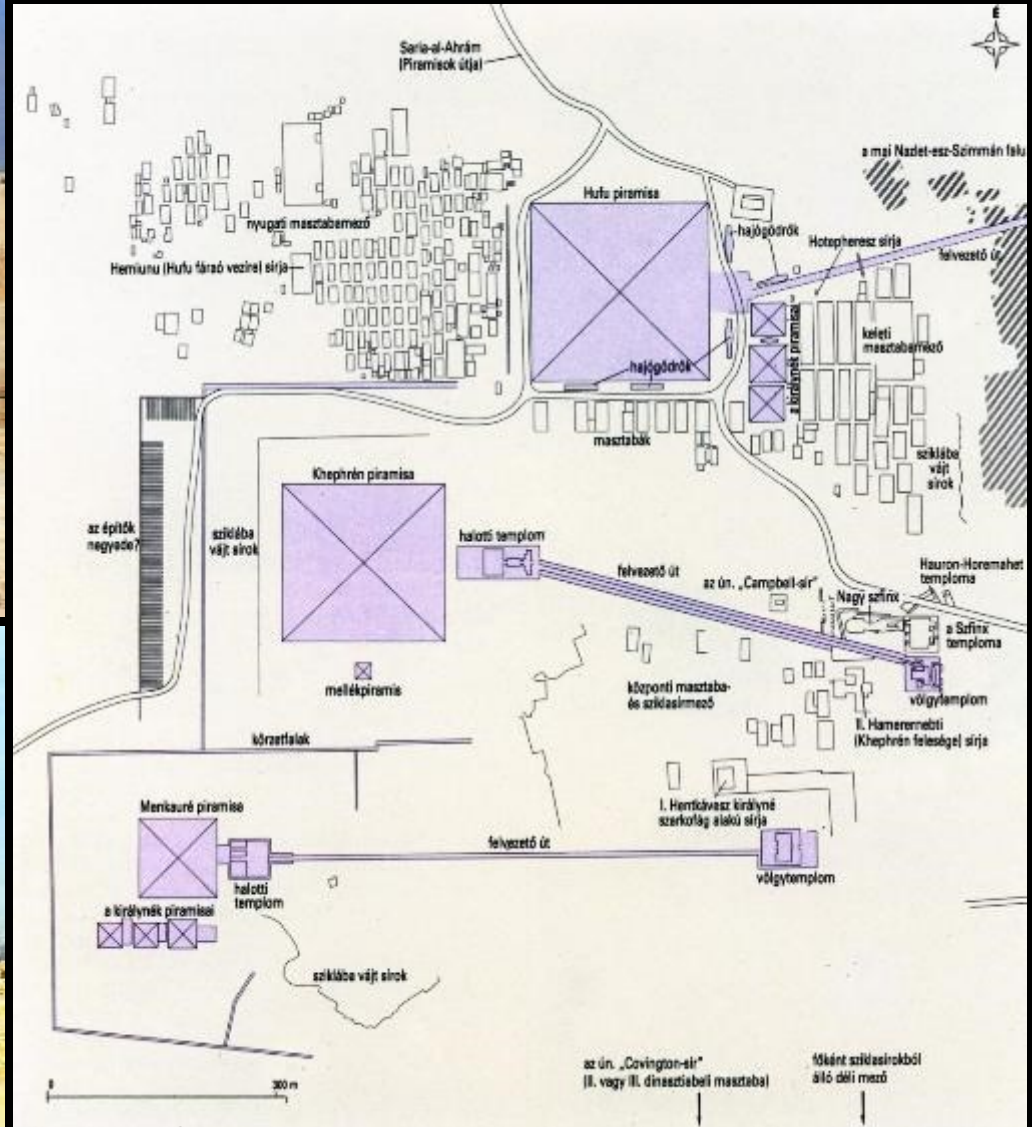 É
Saria-al-Ahrám
(Piramisok útja)
a mai Nazlet-esz-Szimmán falu
Hufu piramisa
nyugati masztabamező
hajógödrök
Hotepheresz sírja
felvezető út
Hemiunu (Hufu fáraó vezíre) sírja
keleti
masztabamező
a királynék piramisai
hajógödrök
masztabák
sziklába
vájt
sírok
Khephrén piramisa
az építők
negyede?
sziklába
vájt sírok
halotti templom
felvezető út
az ún. „Campbell-sír"
Hauron-Horemahet
temploma
Nagy szfinx
a Szfinx
temploma
mellékpiramis
központi masztaba-
és sziklasírmező
völgytemplom
II. Hamerernebti
(Khephrén felesége) sírja
körzetfalak
I. Hentkávesz királyné
szarkofág alakú sírja
Menkauré piramisa
felvezető út
halotti
templom
völgytemplom
a királynék piramisai
sziklába vájt sírok
az ún. „Covington-sír"
(II. vagy III. dinasztiabeli masztaba)
főként sziklasírokból
álló déli mező
0
300 m